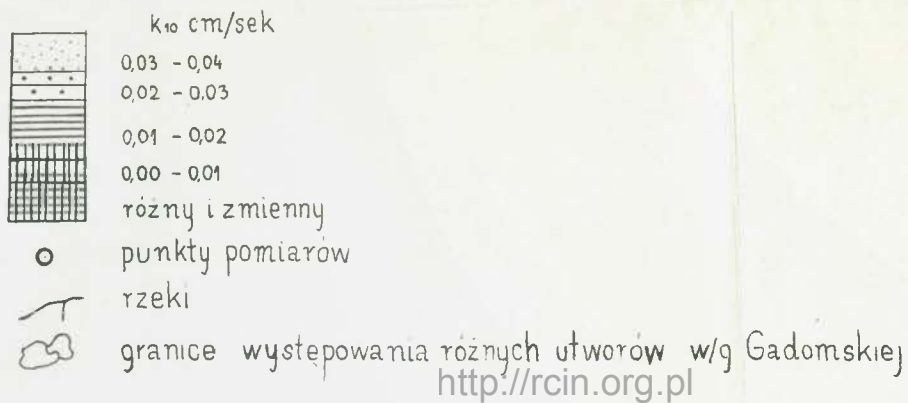 k₁₀ cm/sek
0,03 - 0,04
0,02 - 0.03
0,01 - 0,02
0,00 - 0,01
różny i zmienny
punkty pomiarów
rzeki
granice występowania różnych utworów w/g Gadomskiej
http://rcin.org.pl